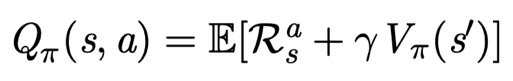 Q_π(s, a) = 𝔼[ℛ_s^a + γ V_π(s′)]